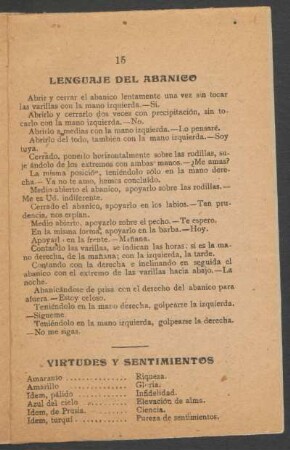 15
LENGUAJE DEL ABANICO
Abrir y cerrar el abanico lentamente una vez sin tocar
las varillas con la mano izquierda.—Si.
Abrirlo y cerrarlo dos veces con precipitación, sin to-
carlo con la mano izquierda.—No.
Abrirlo a medias con la mano izquierda.—Lo pensaré.
Abrirlo del todo, también con la mano izquierda.—Soy
tuya.
Cerrado, ponerlo horizontalmente sobre las rodillas, su-
jetándolo de los extremos con ambas manos.—¿Me amas?
La misma posición, teniéndolo sólo en la mano dere-
cha.—Ya no te amo, hemos concluído.
Medio abierto el abanico, apoyarlo sobre las rodillas.—
Me es Ud. indiferente.
Cerrado el abanico, apoyarlo en los labios.—Tan pru-
dencia, nos espían.
Medio abierto, apoyarlo sobre el pecho.—Te espero.
En la misma forma, apoyarlo en la barba.—Hoy.
Apoyarlo en la frente.—Mañana.
Contando las varillas, se indican las horas: si es la ma-
no derecha, de la mañana; con la izquierda, la tarde.
Contando con la derecha e inclinando en seguida el
abanico con el extremo de las varillas hacia abajo.—La
noche.
Abanicándose de prisa con el derecho del abanico para
afuera.—Estoy celoso.
Teniéndolo en la mano derecha, golpearse la izquierda.
—Sígueme.
Teniéndolo en la mano izquierda, golpearse la derecha.
—No me sigas.
VIRTUDES Y SENTIMIENTOS
Amaranto ............... Riqueza.
Amarillo ............... Gloria.
Idem, pálido ............ Infidelidad.
Azul del cielo .......... Elevación de alma.
Idem, de Prusia .......... Ciencia.
Idem, turquí ............ Pureza de sentimientos.